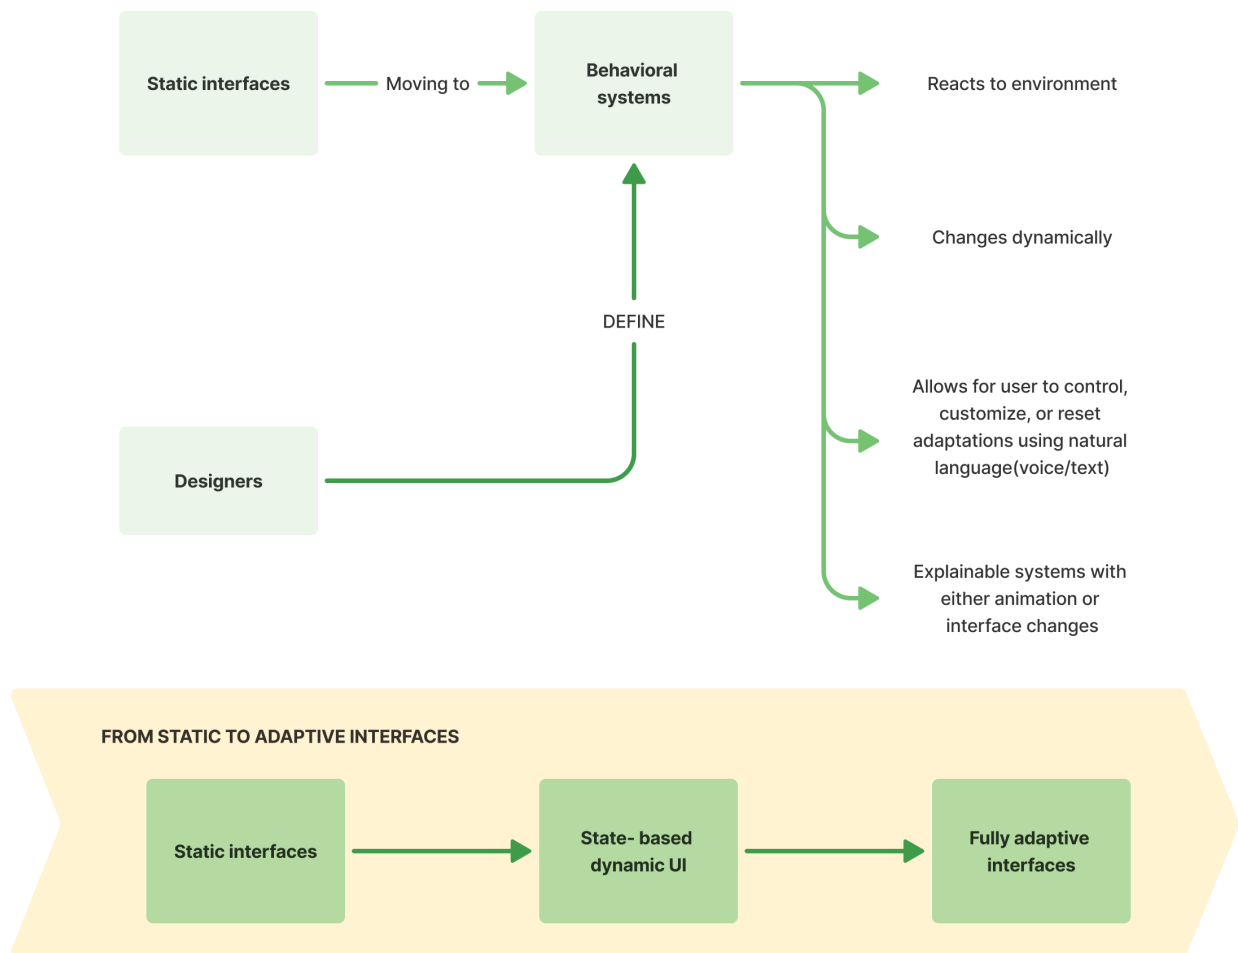 Static interfaces
Moving to
Behavioral
systems
Reacts to environment
Changes dynamically
DEFINE
Allows for user to control,
customize, or reset
adaptations using natural
language(voice/text)
Designers
Explainable systems with
either animation or
interface changes
FROM STATIC TO ADAPTIVE INTERFACES
Static interfaces
State- based
dynamic UI
Fully adaptive
interfaces